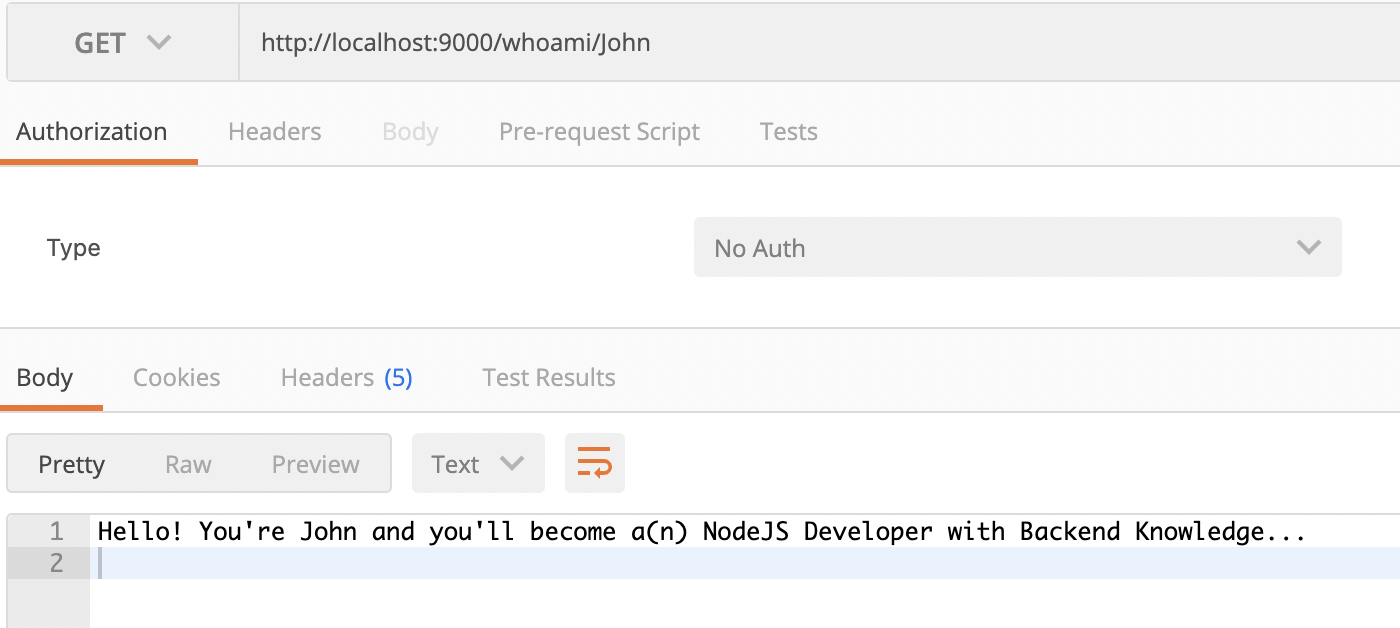 GET http://localhost:9000/whoami/John
Authorization Headers Body Pre-request Script Tests
Type No Auth
Body Cookies Headers (5) Test Results
Pretty Raw Preview Text
1 Hello! You're John and you'll become a(n) NodeJS Developer with Backend Knowledge...
2